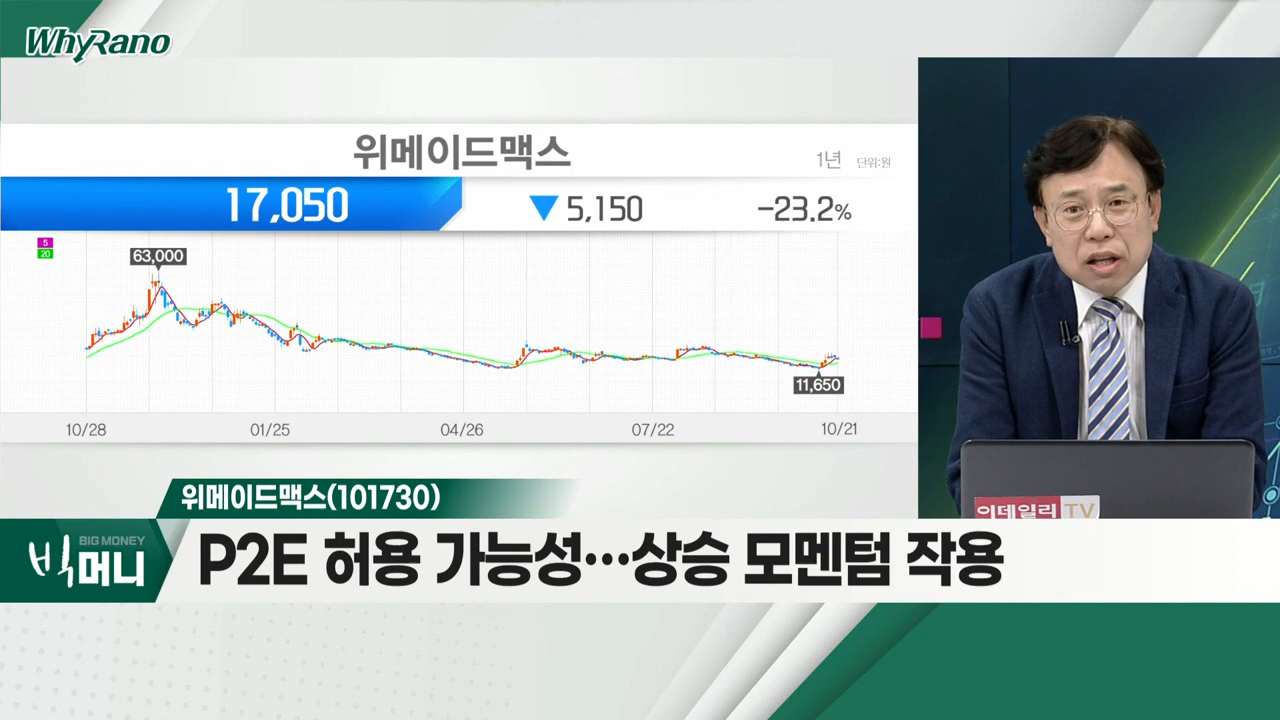 WhyRano
위메이드맥스
1년 단위:원
17,050 ▼5,150 -23.2%
5
20
63,000
11,650
10/28 01/25 04/26 07/22 10/21
이데일리 TV
위메이드맥스(101730)
BIG MONEY
빅머니
P2E 허용 가능성…상승 모멘텀 작용